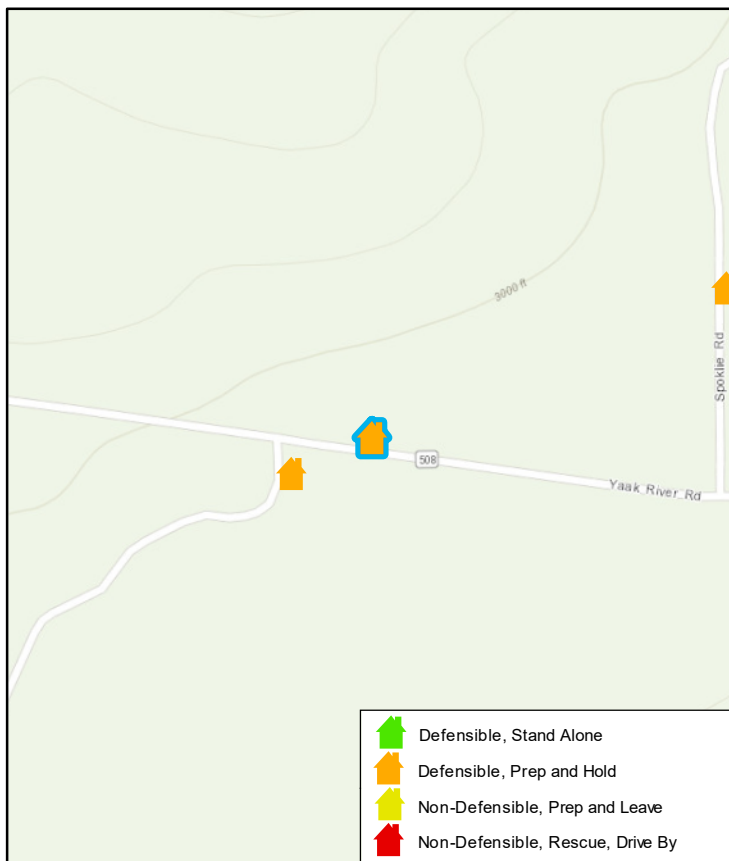 3000 ft
Spoklie Rd
508
Yaak River Rd
Defensible, Stand Alone
Defensible, Prep and Hold
Non-Defensible, Prep and Leave
Non-Defensible, Rescue, Drive By